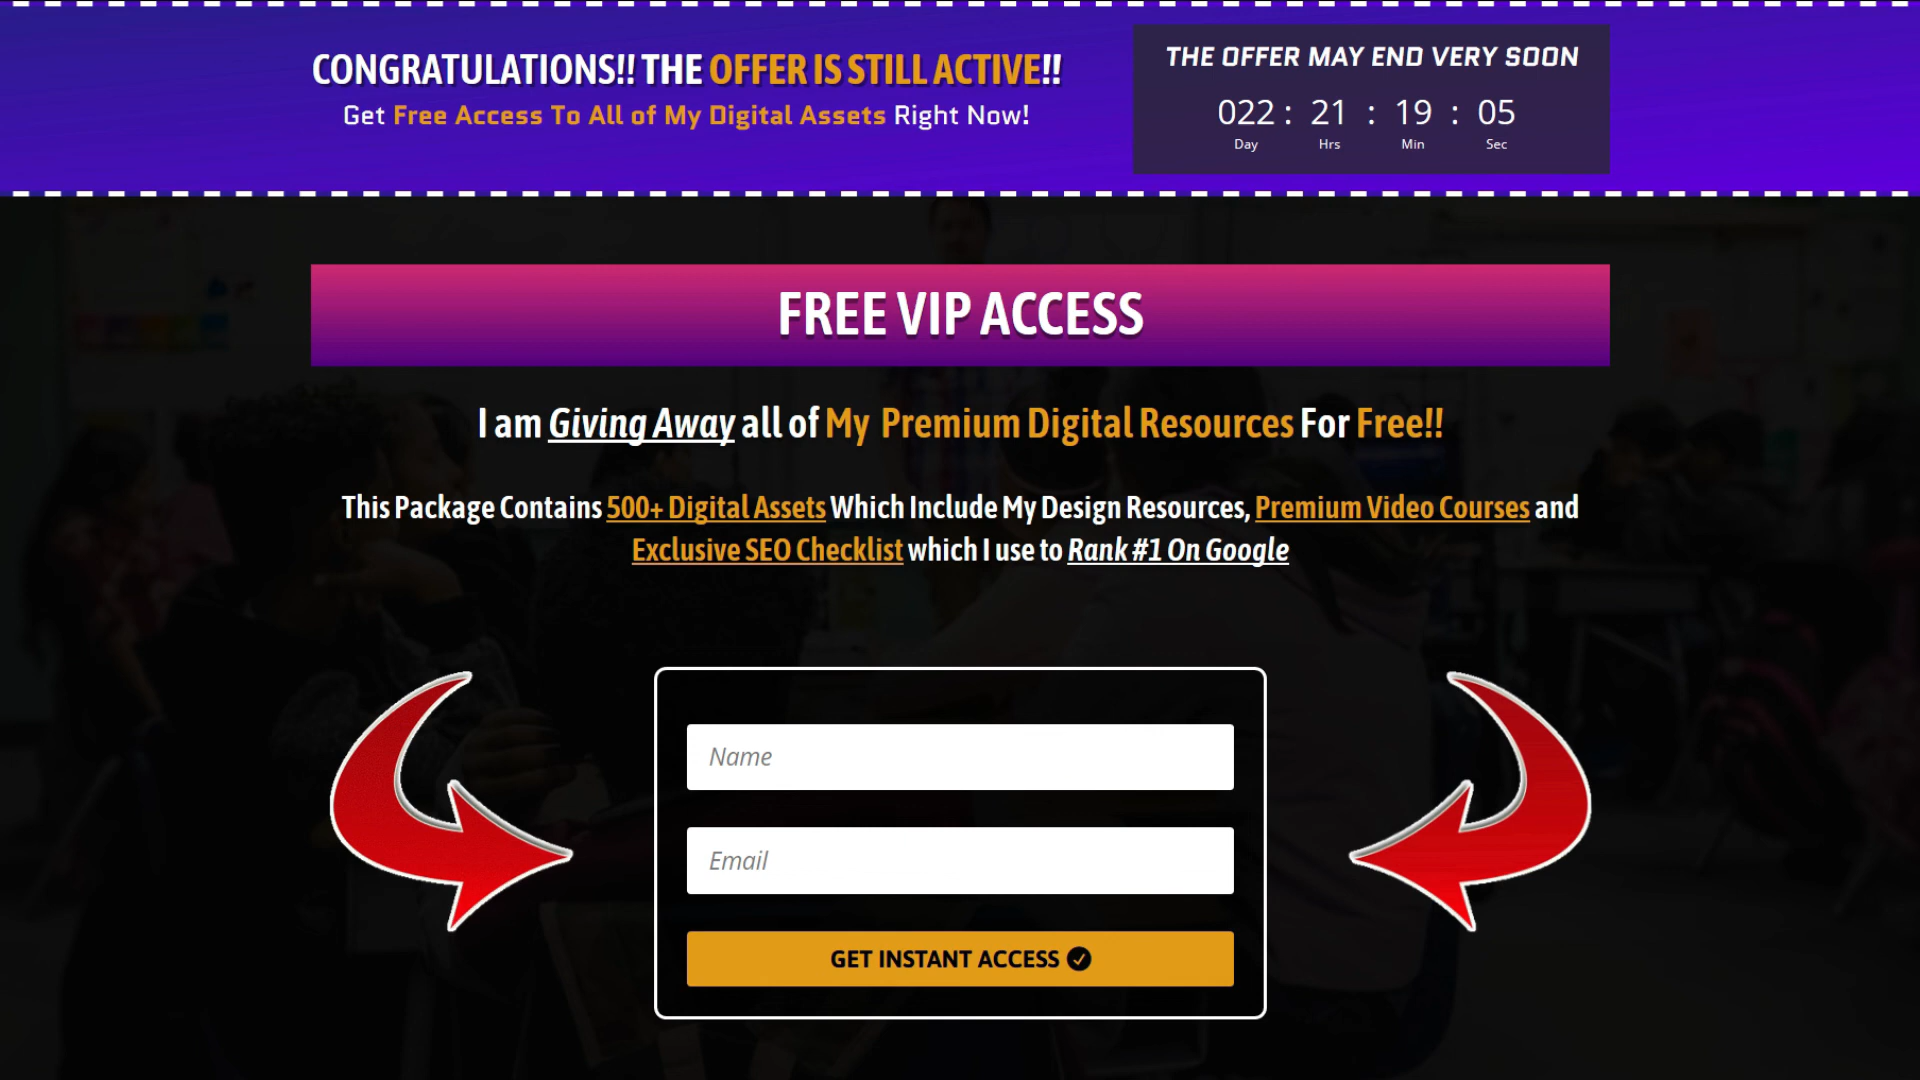 CONGRATULATIONS!! THE OFFER IS STILL ACTIVE!!
Get Free Access To All of My Digital Assets Right Now!
THE OFFER MAY END VERY SOON
022 : 21 : 19 : 05
Day Hrs Min Sec
FREE VIP ACCESS
I am Giving Away all of My Premium Digital Resources For Free!!
This Package Contains 500+ Digital Assets Which Include My Design Resources, Premium Video Courses and
Exclusive SEO Checklist which I use to Rank #1 On Google
Name
Email
GET INSTANT ACCESS